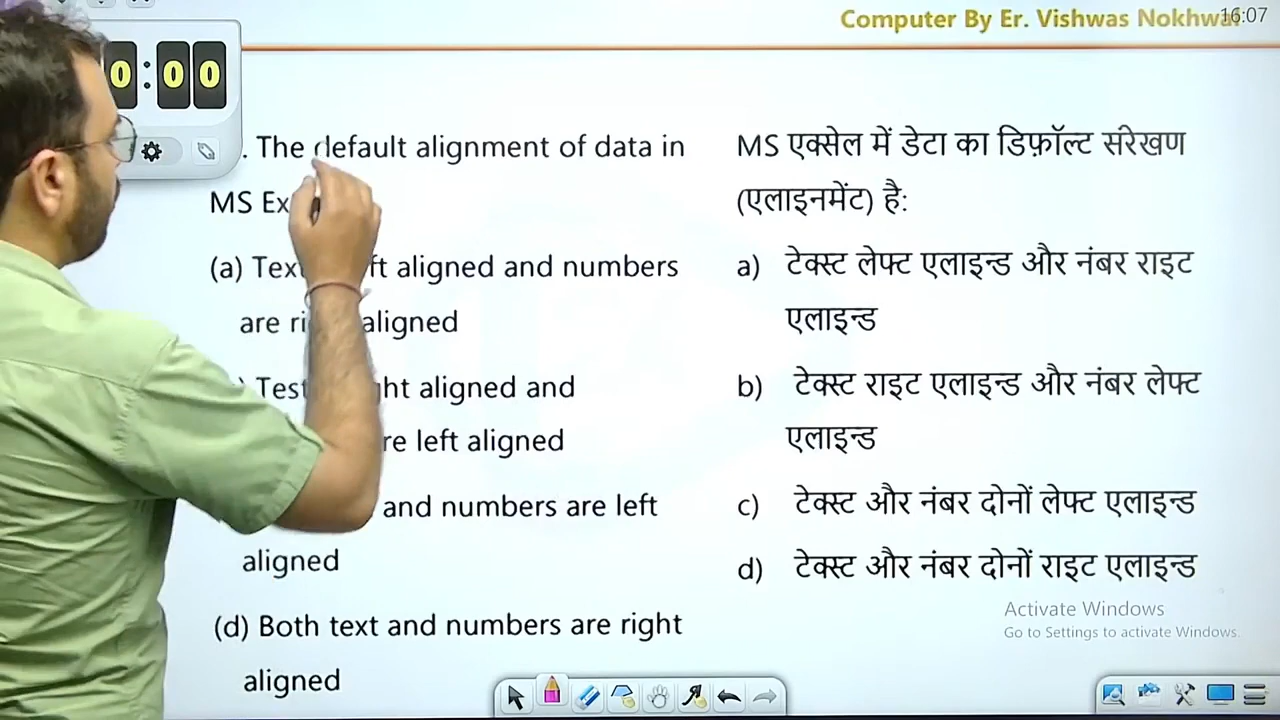 Computer By Er. Vishwas Nokhwal
16:07
0:00
. The default alignment of data in
MS Ex
(a) Tex ft aligned and numbers
are ri aligned
) Tes ht aligned and
re left aligned
and numbers are left
aligned
(d) Both text and numbers are right
aligned
MS एक्सेल में डेटा का डिफ़ॉल्ट संरेखण
(एलाइनमेंट) है:
a) टेक्स्ट लेफ्ट एलाइन्ड और नंबर राइट
एलाइन्ड
b) टेक्स्ट राइट एलाइन्ड और नंबर लेफ्ट
एलाइन्ड
c) टेक्स्ट और नंबर दोनों लेफ्ट एलाइन्ड
d) टेक्स्ट और नंबर दोनों राइट एलाइन्ड
Activate Windows
Go to Settings to activate Windows.